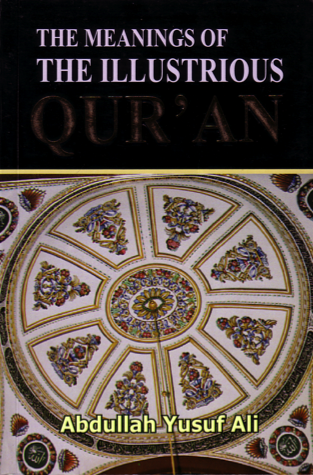 THE MEANINGS OF
THE ILLUSTRIOUS
QUR'AN
Abdullah Yusuf Ali